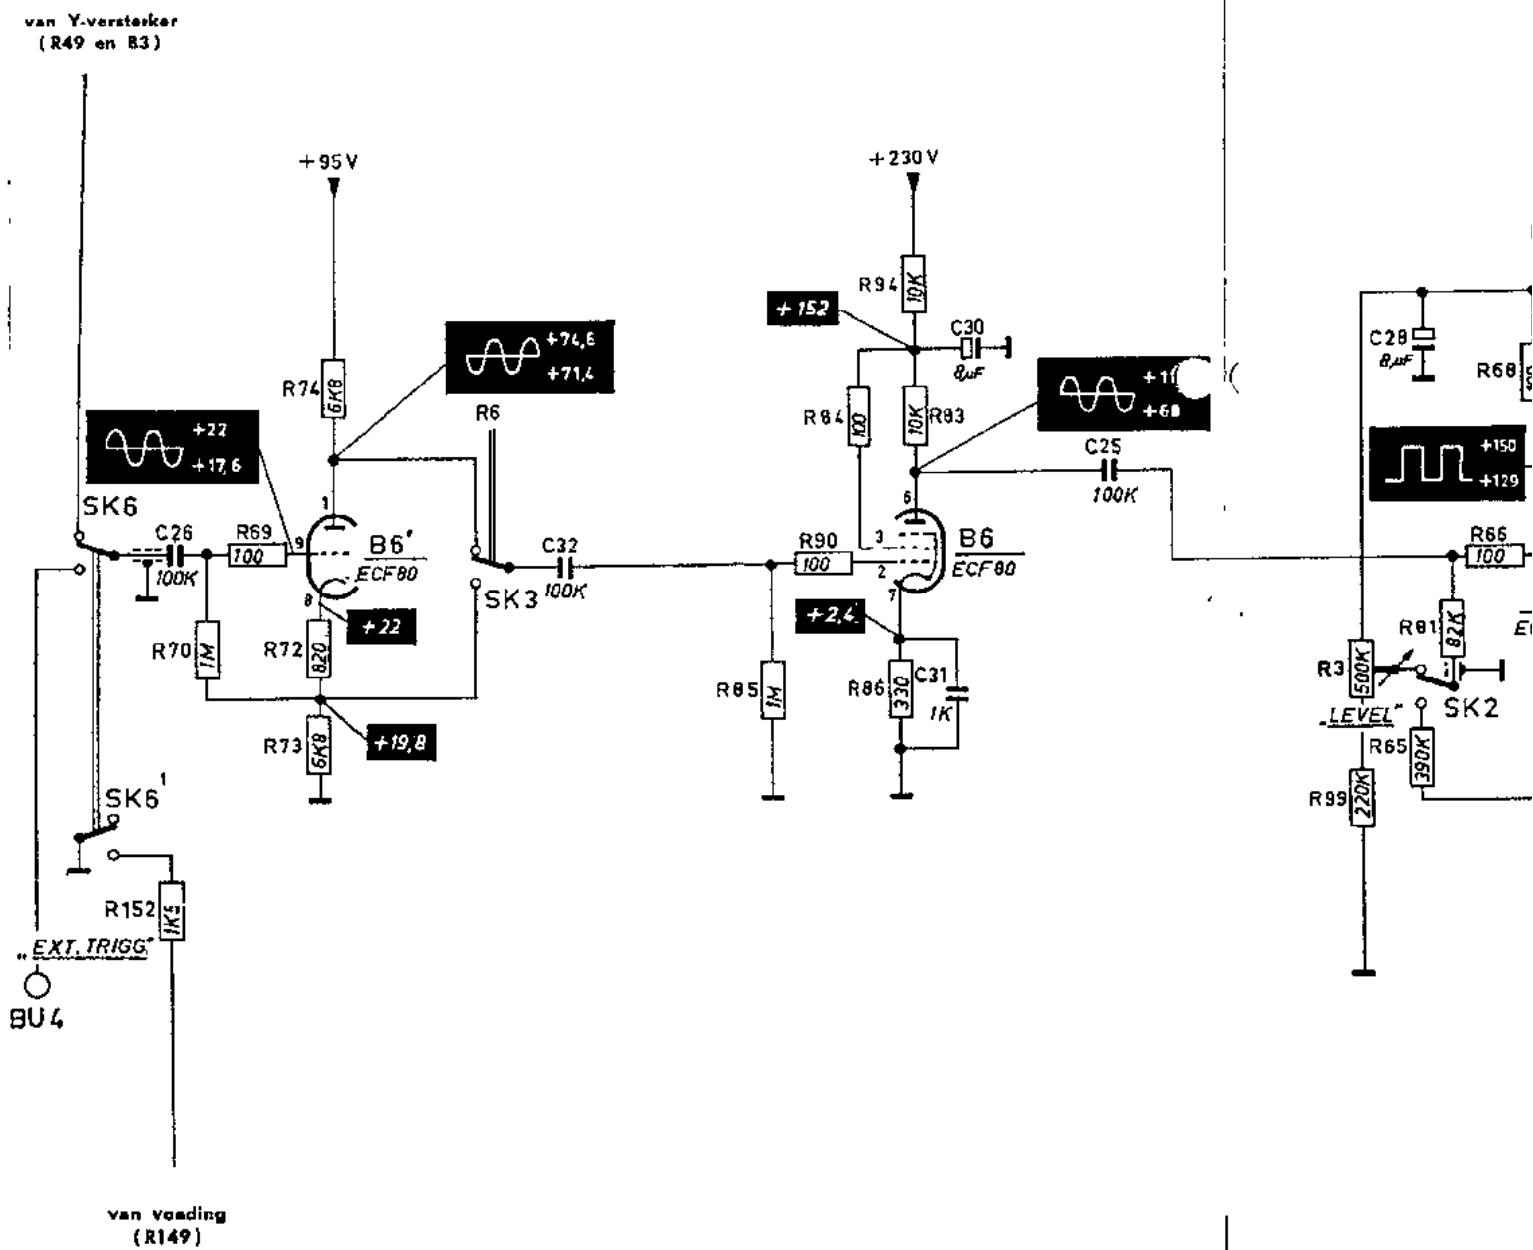 van Y-versterker
(R49 en B3)
+95V
+230V
R94
10K
+152
C30
8µF
+74,6
+71,4
R74
6K8
R6
R84
100
10K
R83
+68
C28
8µF
R68
+22
+17,6
C25
100K
+150
+129
SK6
C26
100K
R69
100
9
1
B6'
ECF80
8
C32
100K
SK3
R90
100
6
3
2
7
B6
ECF80
R66
100
+22
+2,4
R70
1M
R72
820
R85
1M
R86
330
C31
1K
R81
82K
R3
500K
"LEVEL"
SK2
R73
6K8
+19,8
R65
390K
R99
220K
SK6'
R152
1K5
"EXT. TRIGG."
BU4
van voeding
(R149)